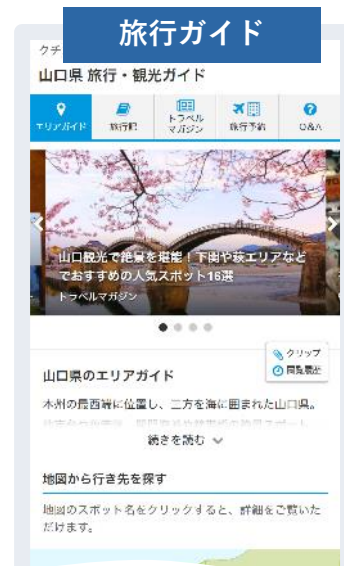 旅行ガイド
クチ
山口県 旅行・観光ガイド
エリアガイド
旅行記
トラベル
マガジン
旅行予約
Q&A
山口観光で絶景を堪能！下関や萩エリアなど
でおすすめの人気スポット16選
トラベルマガジン
クリップ
閲覧履歴
山口県のエリアガイド
本州の最西端に位置し、三方を海に囲まれた山口県。
続きを読む
地図から行き先を探す
地図のスポット名をクリックすると、詳細をご覧いた
だけます。